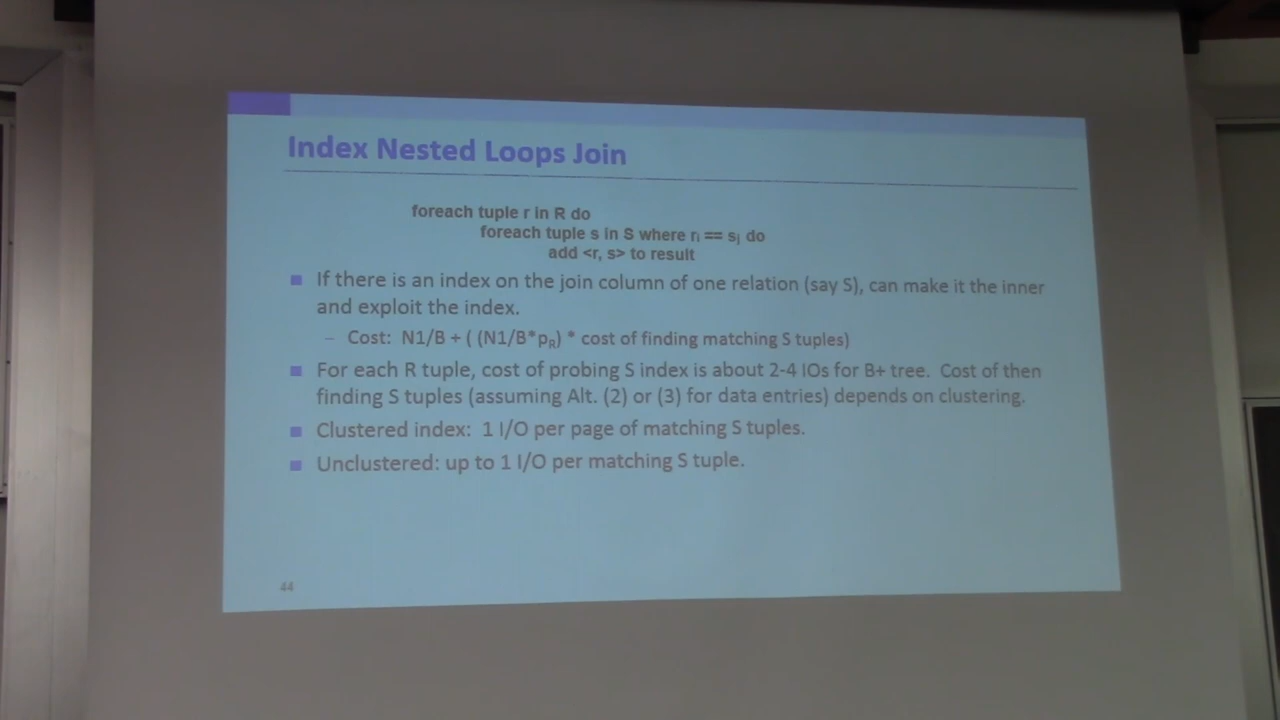 Index Nested Loops Join
foreach tuple r in R do
foreach tuple s in S where ri == sj do
add <r, s> to result
If there is an index on the join column of one relation (say S), can make it the inner
and exploit the index.
– Cost: N1/B + ( (N1/B*pR) * cost of finding matching S tuples)
For each R tuple, cost of probing S index is about 2-4 IOs for B+ tree. Cost of then
finding S tuples (assuming Alt. (2) or (3) for data entries) depends on clustering.
Clustered index: 1 I/O per page of matching S tuples.
Unclustered: up to 1 I/O per matching S tuple.
44